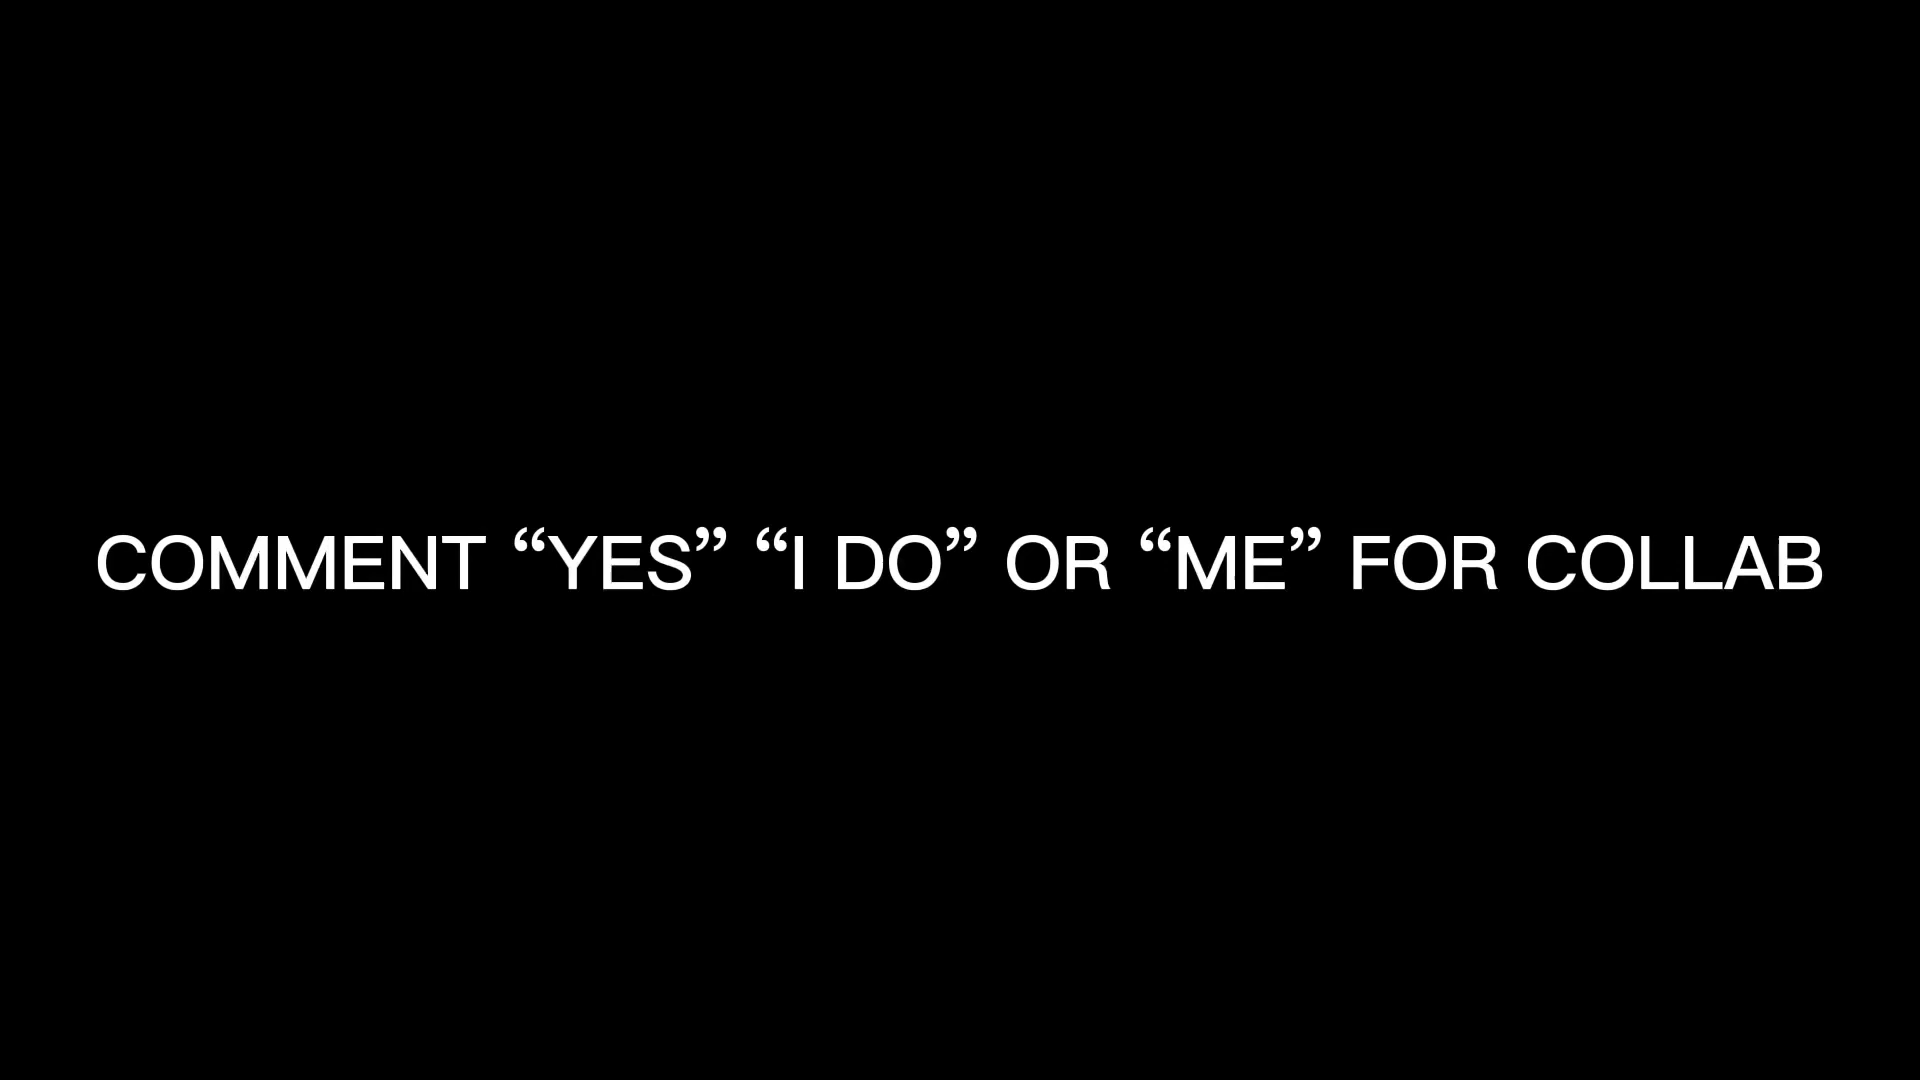 COMMENT “YES” “I DO” OR “ME” FOR COLLAB